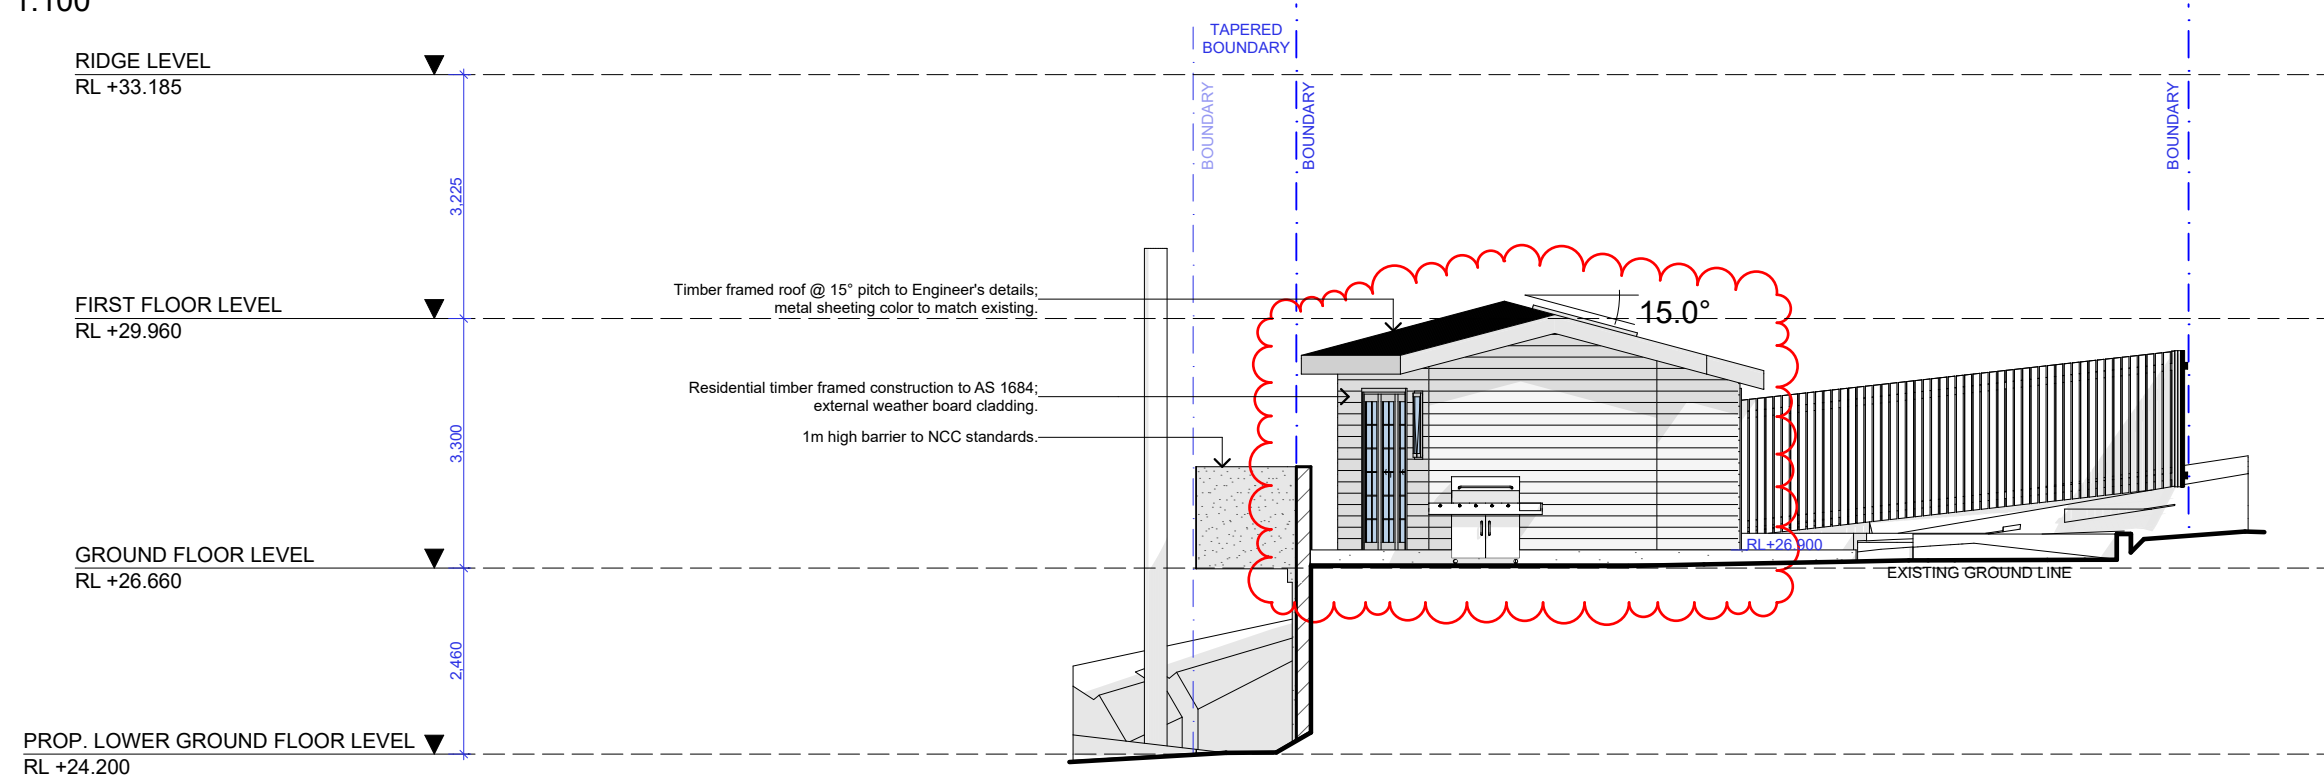 1:100
TAPERED
BOUNDARY
RIDGE LEVEL
RL +33.185
BOUNDARY
BOUNDARY
BOUNDARY
3,225
Timber framed roof @ 15° pitch to Engineer's details;
metal sheeting color to match existing.
15.0°
FIRST FLOOR LEVEL
RL +29.960
Residential timber framed construction to AS 1684;
external weather board cladding.
1m high barrier to NCC standards.
3,300
GROUND FLOOR LEVEL
RL +26.660
RL+26.900
EXISTING GROUND LINE
2,460
PROP. LOWER GROUND FLOOR LEVEL
RL +24.200